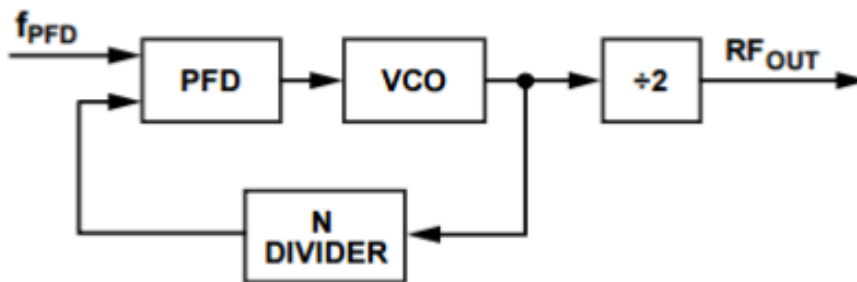 fPFD
PFD
VCO
÷2
RFOUT
N
DIVIDER